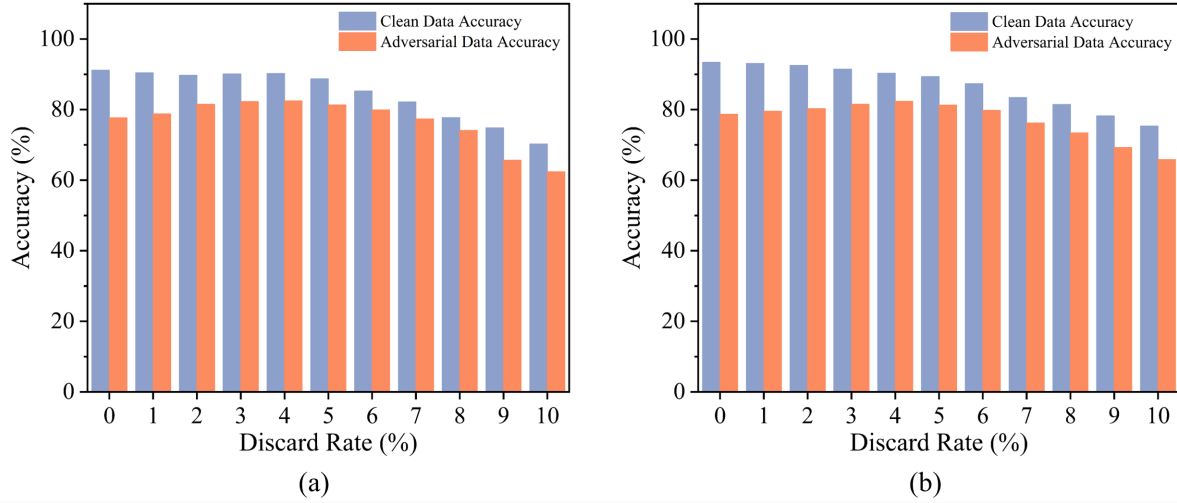 Clean Data Accuracy
Adversarial Data Accuracy
100
80
60
40
20
0
Accuracy (%)
0 1 2 3 4 5 6 7 8 9 10
Discard Rate (%)
(a)
Clean Data Accuracy
Adversarial Data Accuracy
100
80
60
40
20
0
Accuracy (%)
0 1 2 3 4 5 6 7 8 9 10
Discard Rate (%)
(b)